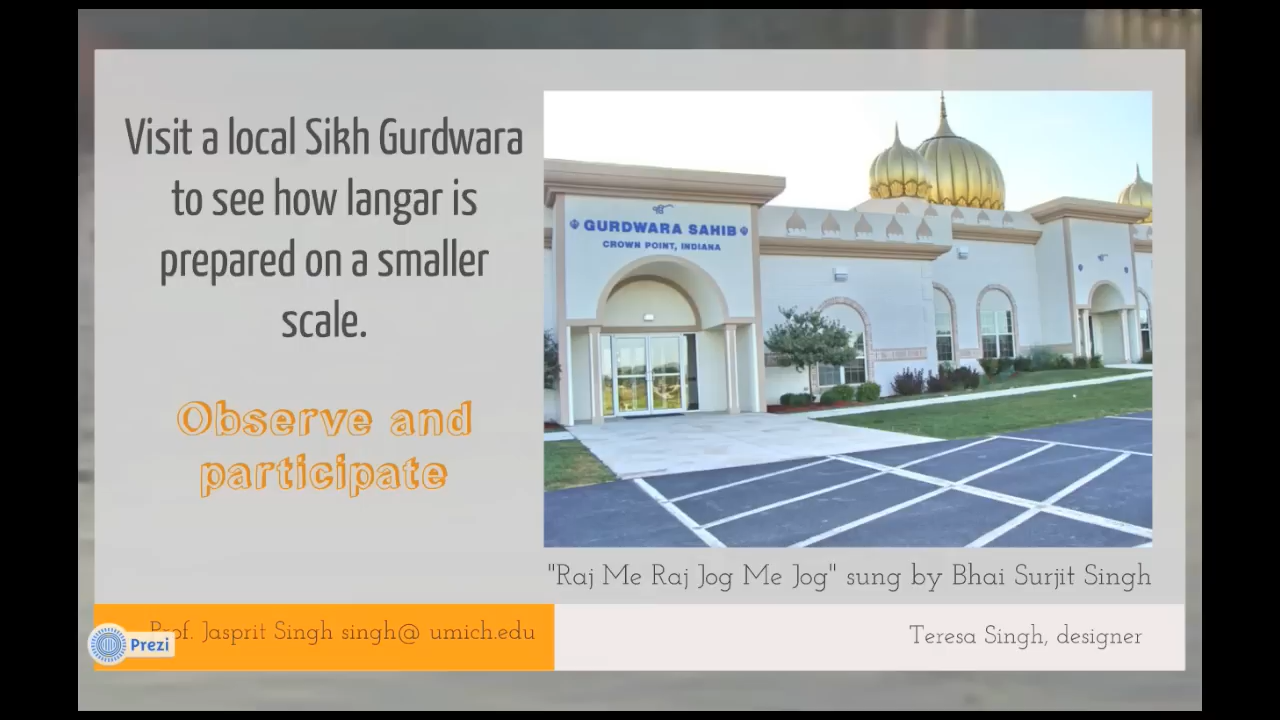 Visit a local Sikh Gurdwara
to see how langar is
prepared on a smaller
scale.
Observe and
participate
ੴ
GURDWARA SAHIB
CROWN POINT, INDIANA
"Raj Me Raj Jog Me Jog" sung by Bhai Surjit Singh
Prof. Jasprit Singh singh@ umich.edu
Prezi
Teresa Singh, designer